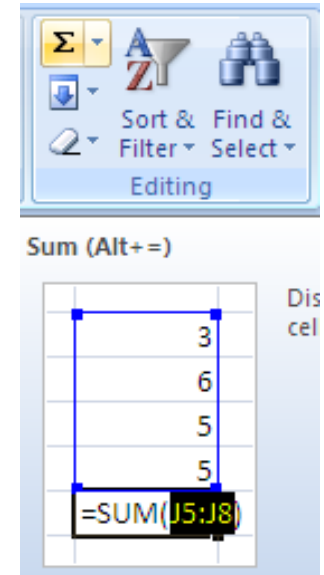 Σ
A
Z
Sort & Find &
Filter Select
Editing
Sum (Alt+=)
Dis
cel
3
6
5
5
=SUM(J5:J8)